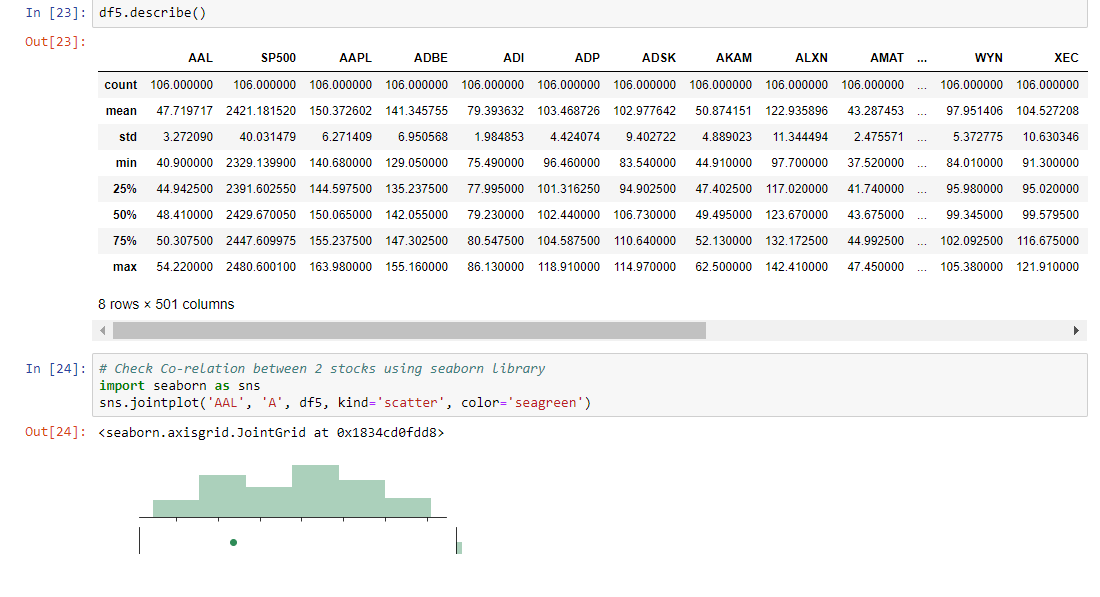 In [23]: df5.describe()
Out[23]:
AAL SP500 AAPL ADBE ADI ADP ADSK AKAM ALXN AMAT ... WYN XEC
count 106.000000 106.000000 106.000000 106.000000 106.000000 106.000000 106.000000 106.000000 106.000000 106.000000 ... 106.000000 106.000000
mean 47.719717 2421.181520 150.372602 141.345755 79.393632 103.468726 102.977642 50.874151 122.935896 43.287453 ... 97.951406 104.527208
std 3.272090 40.031479 6.271409 6.950568 1.984853 4.424074 9.402722 4.889023 11.344494 2.475571 ... 5.372775 10.630346
min 40.900000 2329.139900 140.680000 129.050000 75.490000 96.460000 83.540000 44.910000 97.700000 37.520000 ... 84.010000 91.300000
25% 44.942500 2391.602550 144.597500 135.237500 77.995000 101.316250 94.902500 47.402500 117.020000 41.740000 ... 95.980000 95.020000
50% 48.410000 2429.670050 150.065000 142.055000 79.230000 102.440000 106.730000 49.495000 123.670000 43.675000 ... 99.345000 99.579500
75% 50.307500 2447.609975 155.237500 147.302500 80.547500 104.587500 110.640000 52.130000 132.172500 44.992500 ... 102.092500 116.675000
max 54.220000 2480.600100 163.980000 155.160000 86.130000 118.910000 114.970000 62.500000 142.410000 47.450000 ... 105.380000 121.910000
8 rows × 501 columns
In [24]: # Check Co-relation between 2 stocks using seaborn library
import seaborn as sns
sns.jointplot('AAL', 'A', df5, kind='scatter', color='seagreen')
Out[24]: <seaborn.axisgrid.JointGrid at 0x1834cd0fdd8>